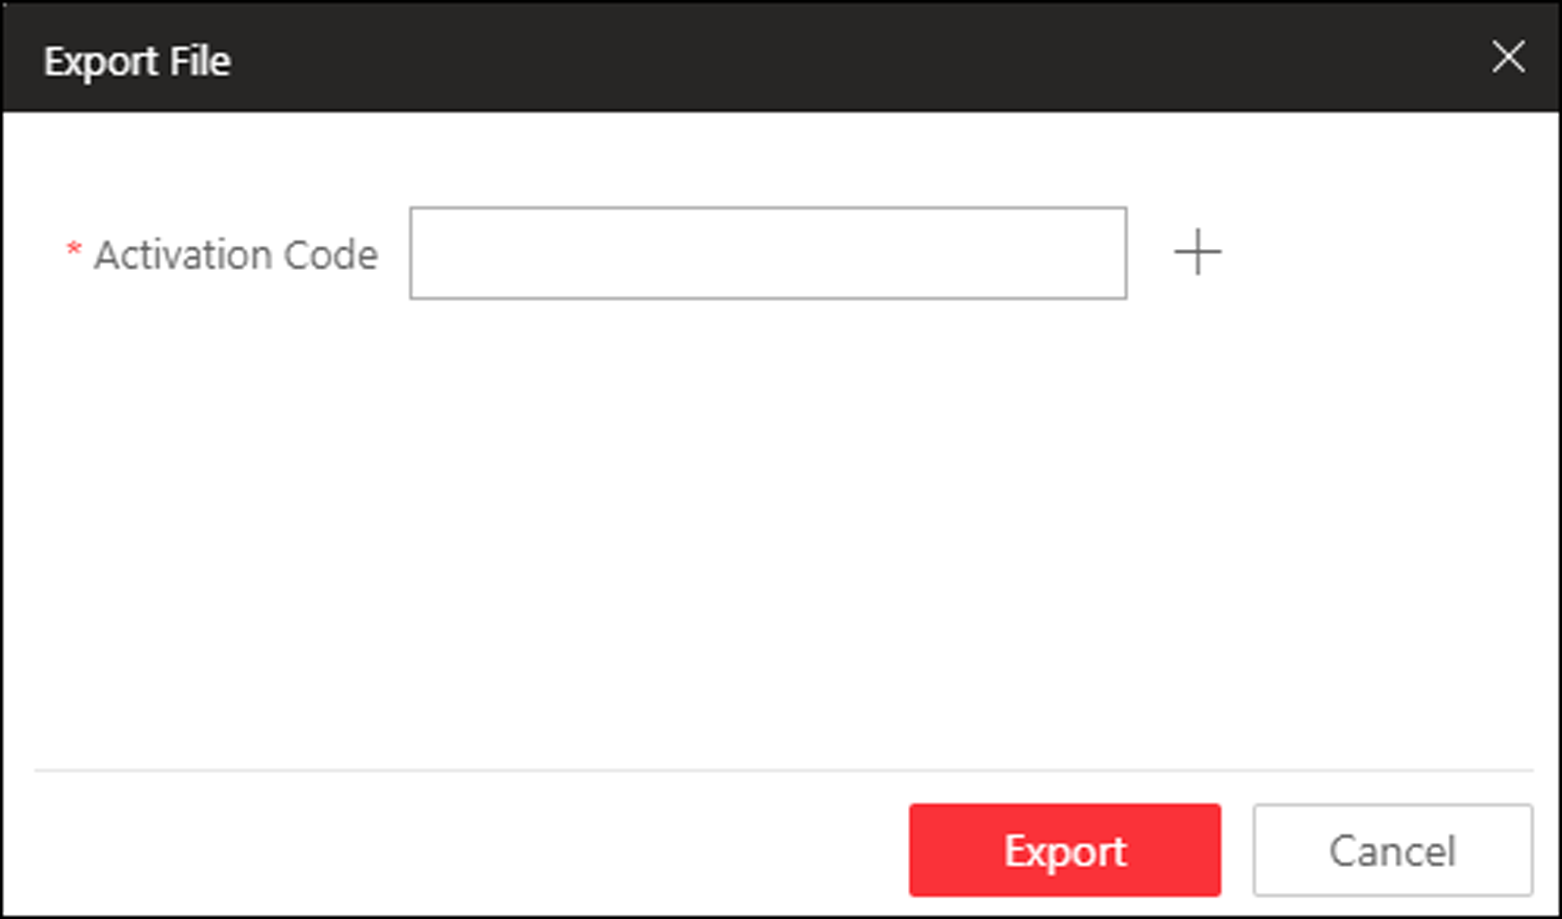 Export File
* Activation Code
Export
Cancel